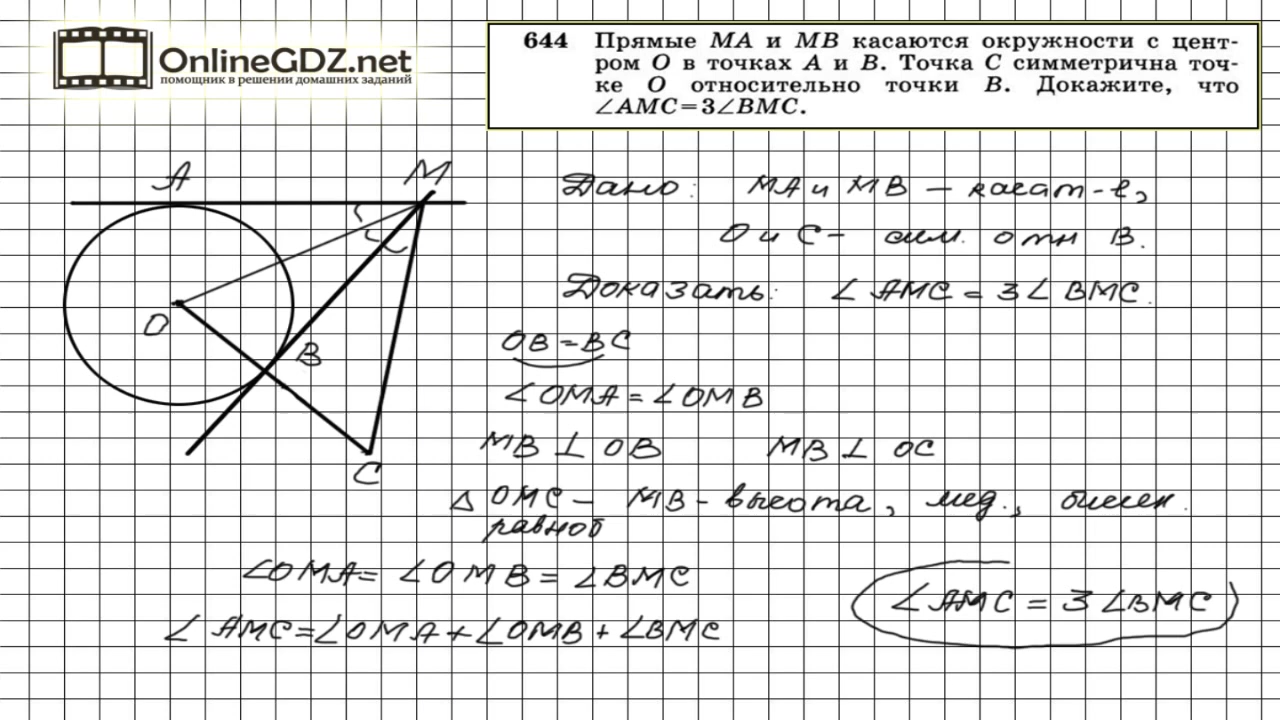 OnlineGDZ.net
помощник в решении домашних заданий
644 Прямые MA и MB касаются окружности с цент-
ром O в точках A и B. Точка C симметрична точ-
ке O относительно точки B. Докажите, что
∠AMC=3∠BMC.
A
M
O
B
C
Дано: MA и MB – касат-е,
O и C – сим. отн B.
Доказать: ∠AMC = 3∠BMC.
OB = BC
∠OMA = ∠OMB
MB ⊥ OB MB ⊥ OC
△ OMC – MB – высота, мед., биссек.
равноб
∠OMA = ∠OMB = ∠BMC
∠AMC = ∠OMA + ∠OMB + ∠BMC
∠AMC = 3∠BMC